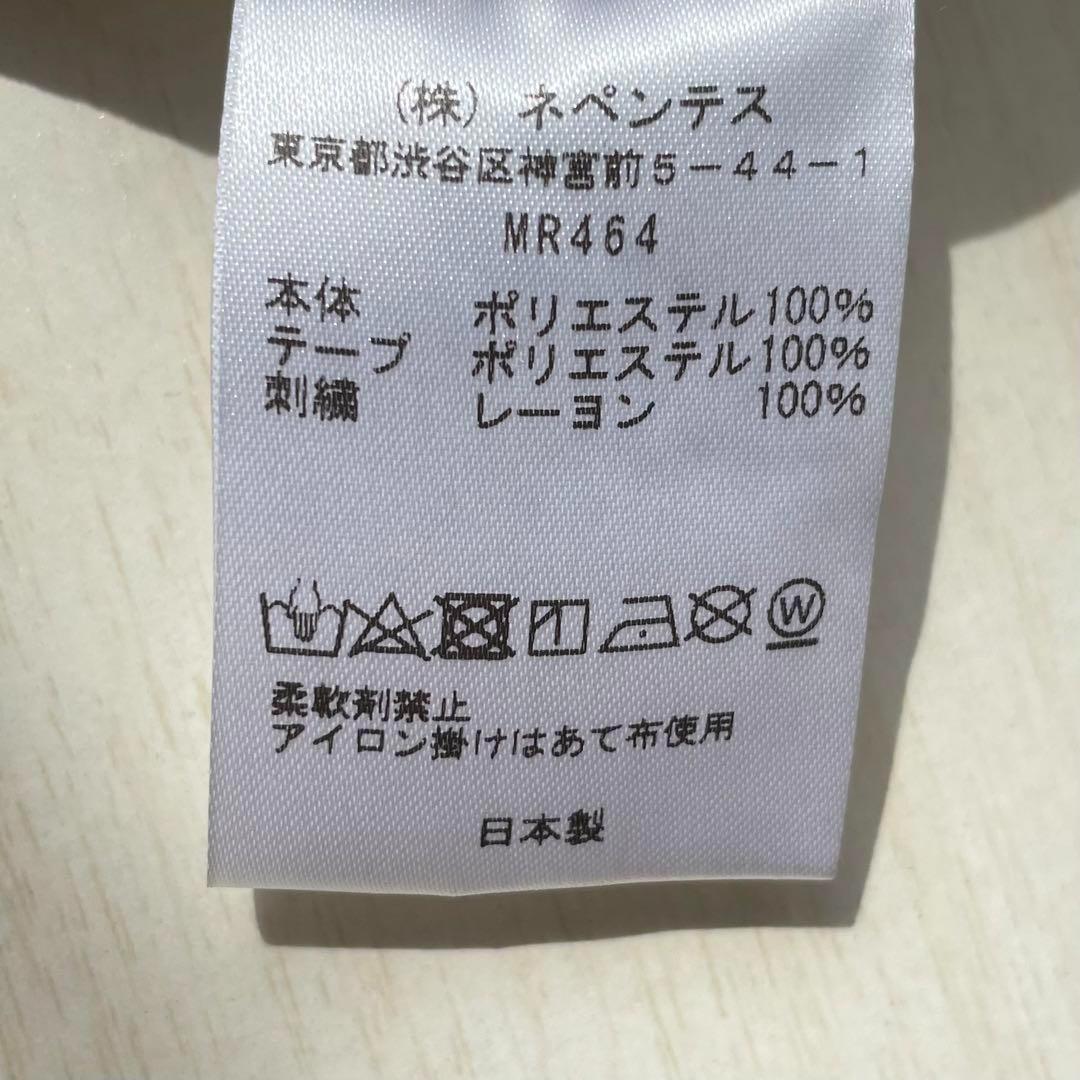 (株) ネペンテス
東京都渋谷区神宮前5-44-1
MR464
本体 ポリエステル100%
テープ ポリエステル100%
刺繍 レーヨン 100%
W
柔軟剤禁止
アイロン掛けはあて布使用
日本製